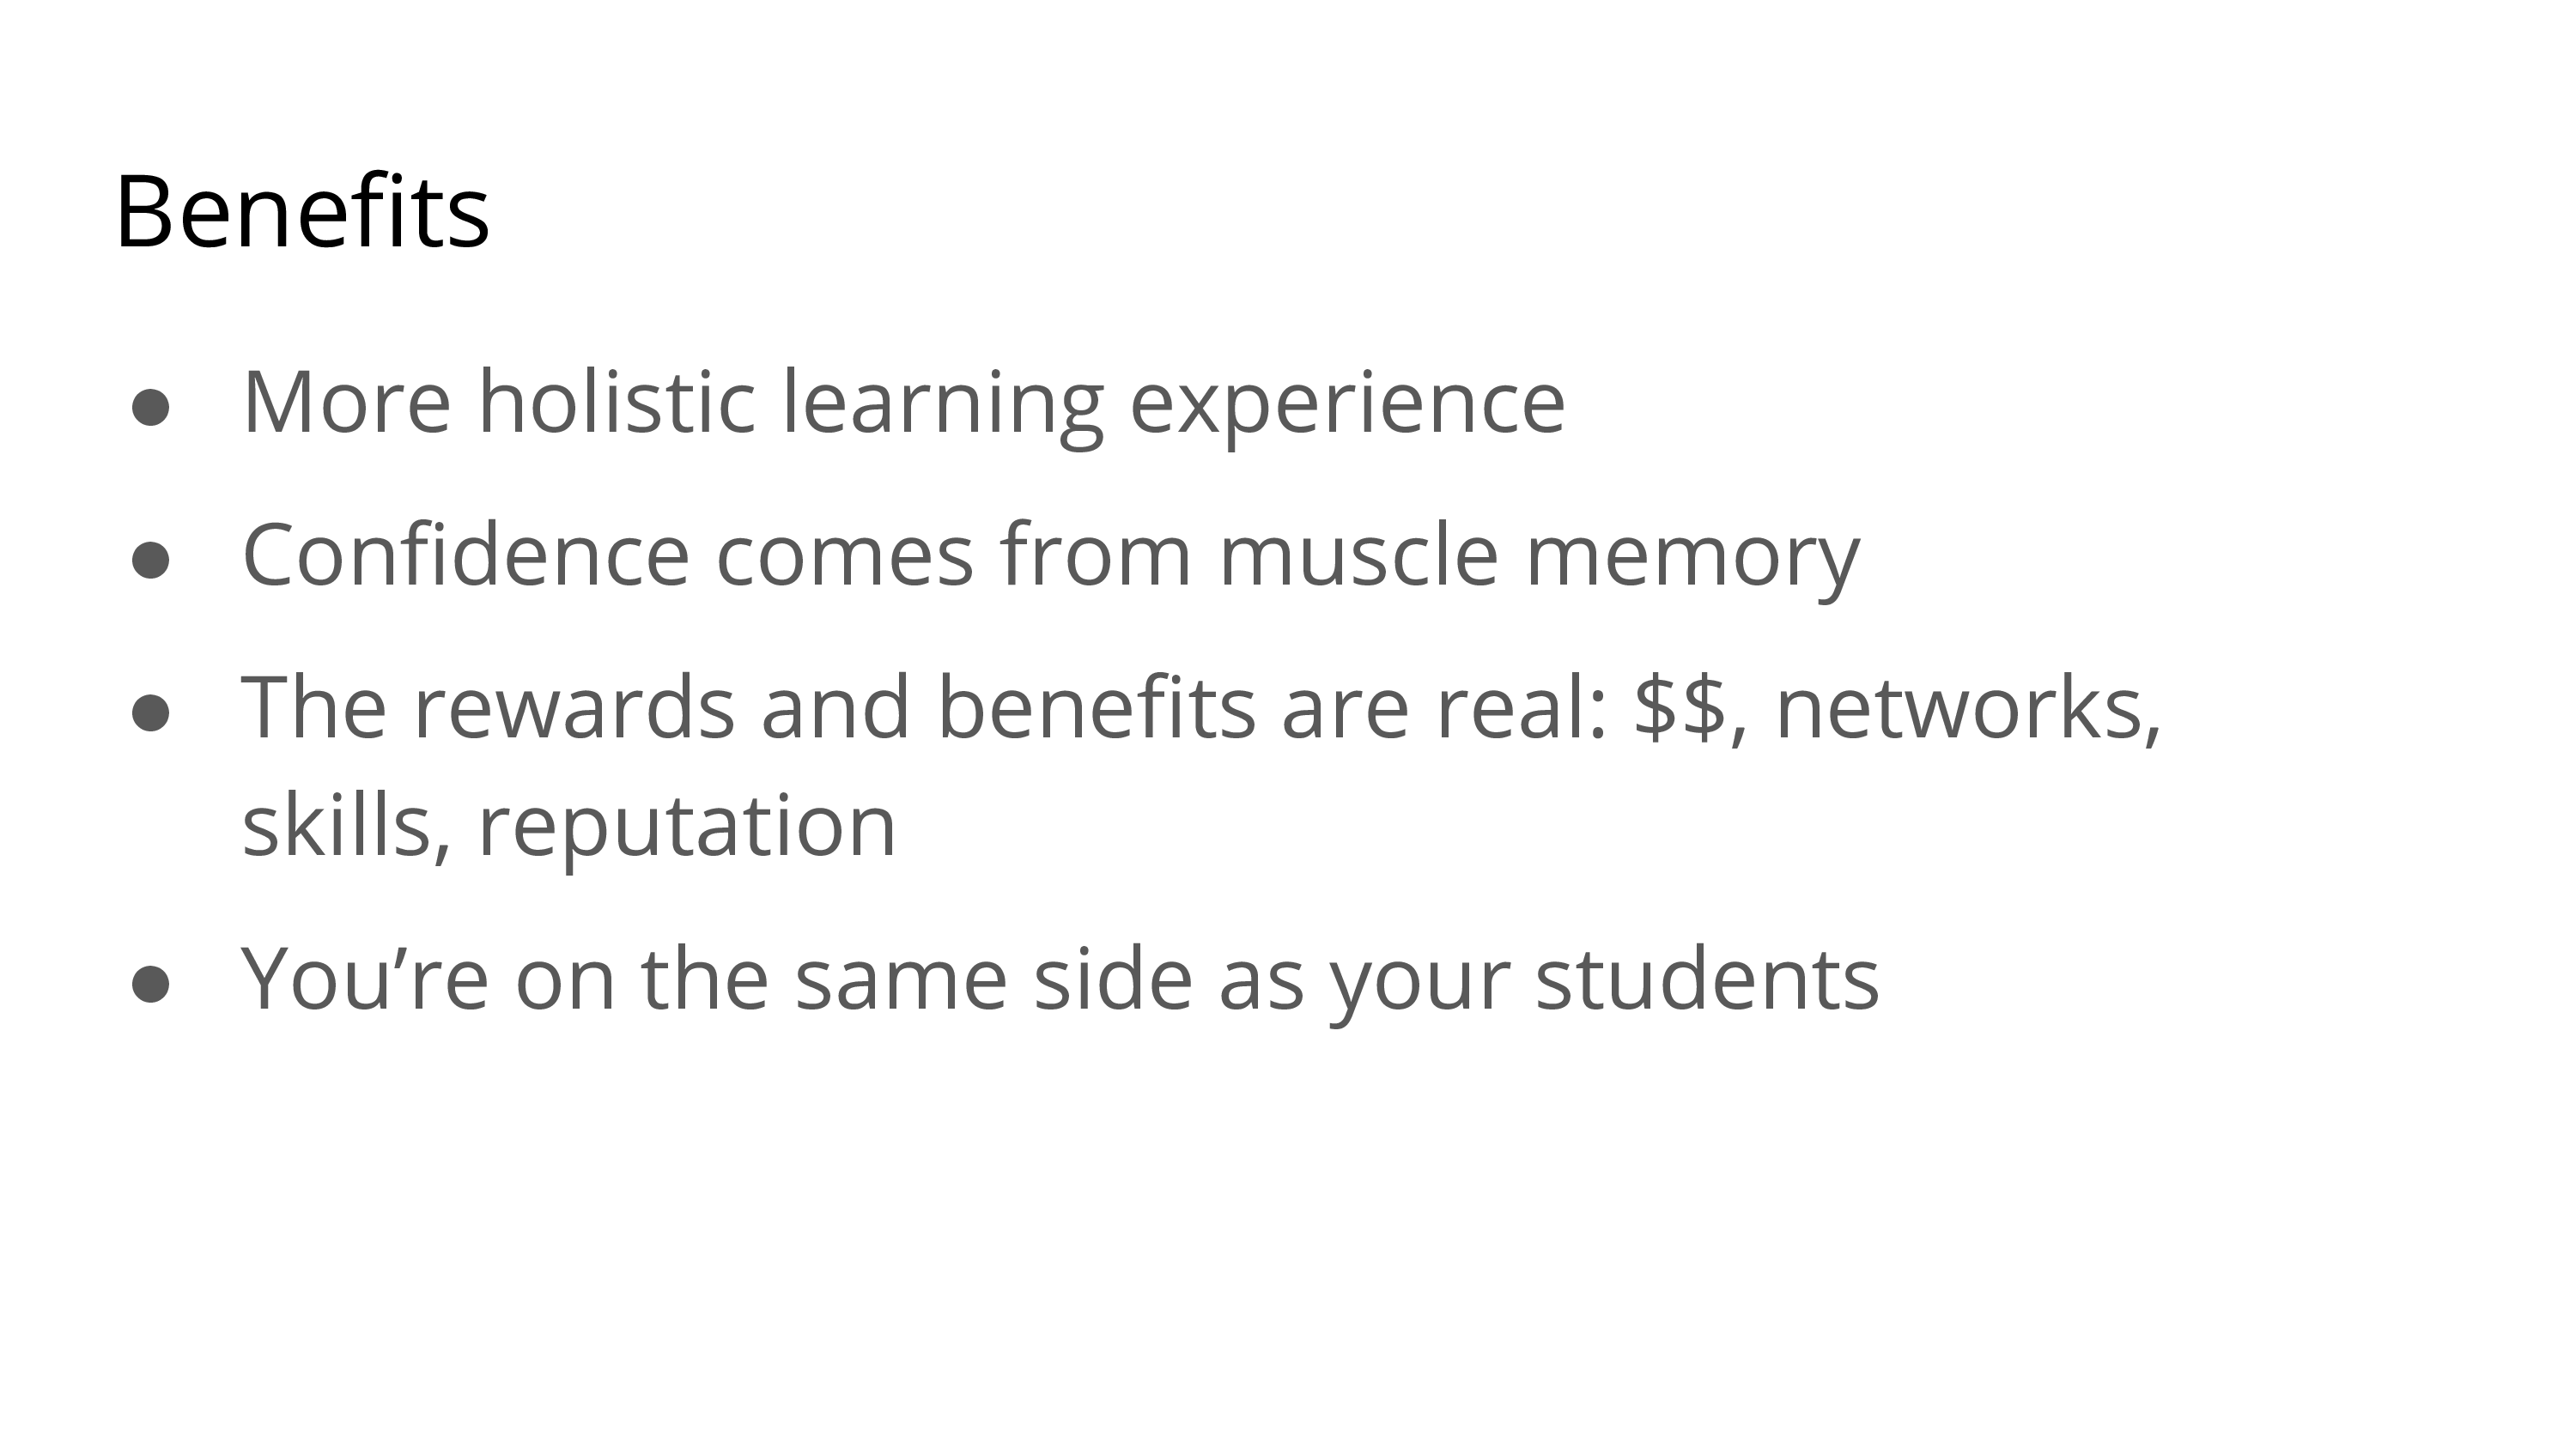 Benefits
● More holistic learning experience
● Confidence comes from muscle memory
● The rewards and benefits are real: $$, networks,
skills, reputation
● You’re on the same side as your students